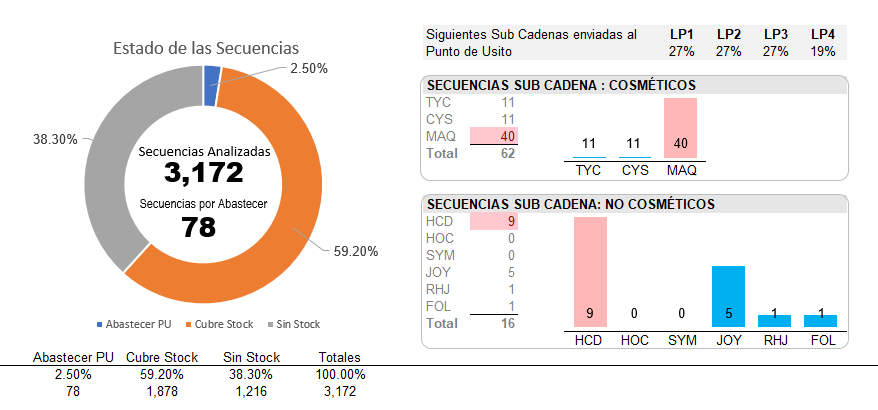 Estado de las Secuencias
2.50%
38.30%
Secuencias Analizadas
3,172
Secuencias por Abastecer
78
59.20%
Abastecer PU Cubre Stock Sin Stock
Abastecer PU Cubre Stock Sin Stock Totales
2.50% 59.20% 38.30% 100.00%
78 1,878 1,216 3,172
Siguientes Sub Cadenas enviadas al LP1 LP2 LP3 LP4
Punto de Usito 27% 27% 27% 19%
SECUENCIAS SUB CADENA : COSMÉTICOS
TYC 11
CYS 11
MAQ 40
Total 62
11 11 40
TYC CYS MAQ
SECUENCIAS SUB CADENA: NO COSMÉTICOS
HCD 9
HOC 0
SYM 0
JOY 5
RHJ 1
FOL 1
Total 16
9 0 0 5 1 1
HCD HOC SYM JOY RHJ FOL